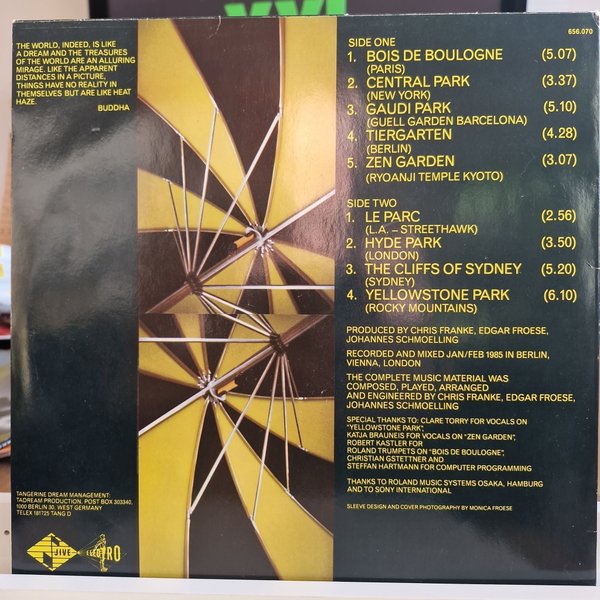 XVI
656.070
THE WORLD, INDEED, IS LIKE
A DREAM AND THE TREASURES
OF THE WORLD ARE AN ALLURING
MIRAGE. LIKE THE APPARENT
DISTANCES IN A PICTURE,
THINGS HAVE NO REALITY IN
THEMSELVES BUT ARE LIKE HEAT
HAZE.
BUDDHA
SIDE ONE
1. BOIS DE BOULOGNE (5.07)
(PARIS)
2. CENTRAL PARK (3.37)
(NEW YORK)
3. GAUDI PARK (5.10)
(GUELL GARDEN BARCELONA)
4. TIERGARTEN (4.28)
(BERLIN)
5. ZEN GARDEN (3.07)
(RYOANJI TEMPLE KYOTO)
SIDE TWO
1. LE PARC (2.56)
(L.A. – STREETHAWK)
2. HYDE PARK (3.50)
(LONDON)
3. THE CLIFFS OF SYDNEY (5.20)
(SYDNEY)
4. YELLOWSTONE PARK (6.10)
(ROCKY MOUNTAINS)
PRODUCED BY CHRIS FRANKE, EDGAR FROESE,
JOHANNES SCHMOELLING
RECORDED AND MIXED JAN/FEB 1985 IN BERLIN,
VIENNA, LONDON
THE COMPLETE MUSIC MATERIAL WAS
COMPOSED, PLAYED, ARRANGED
AND ENGINEERED BY CHRIS FRANKE, EDGAR FROESE,
JOHANNES SCHMOELLING
SPECIAL THANKS TO: CLARE TORRY FOR VOCALS ON
"YELLOWSTONE PARK",
KATJA BRAUNEIS FOR VOCALS ON "ZEN GARDEN",
ROBERT KASTLER FOR
ROLAND TRUMPETS ON "BOIS DE BOULOGNE",
CHRISTIAN GSTETTNER AND
STEFFAN HARTMANN FOR COMPUTER PROGRAMMING
THANKS TO ROLAND MUSIC SYSTEMS OSAKA, HAMBURG
AND TO SONY INTERNATIONAL
SLEEVE DESIGN AND COVER PHOTOGRAPHY BY MONICA FROESE
TANGERINE DREAM MANAGEMENT:
TADREAM PRODUCTION. POST BOX 303340,
1000 BERLIN 30. WEST GERMANY
TELEX 181725 TANG D
JIVE ELECTRO